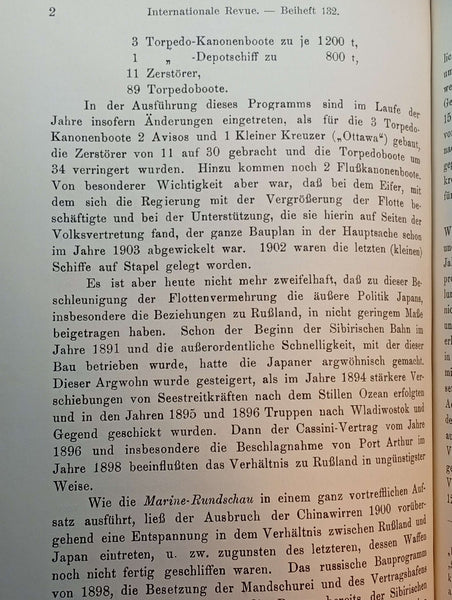 2 Internationale Revue. — Beiheft 132.
3 Torpedo-Kanonenboote zu je 1200 t,
1 „ -Depotschiff zu 800 t,
11 Zerstörer,
89 Torpedoboote.
In der Ausführung dieses Programms sind im Laufe der
Jahre insofern Änderungen eingetreten, als für die 3 Torpedo-
Kanonenboote 2 Avisos und 1 Kleiner Kreuzer („Ottawa“) gebaut,
die Zerstörer von 11 auf 30 gebracht und die Torpedoboote um
34 verringert wurden. Hinzu kommen noch 2 Flußkanonenboote.
Von besonderer Wichtigkeit aber war, daß bei dem Eifer, mit
dem sich die Regierung mit der Vergrößerung der Flotte be-
schäftigte und bei der Unterstützung, die sie hierin auf Seiten der
Volksvertretung fand, der ganze Bauplan in der Hauptsache schon
im Jahre 1903 abgewickelt war. 1902 waren die letzten (kleinen)
Schiffe auf Stapel gelegt worden.
Es ist aber heute nicht mehr zweifelhaft, daß zu dieser Be-
schleunigung der Flottenvermehrung die äußere Politik Japans,
insbesondere die Beziehungen zu Rußland, in nicht geringem Maße
beigetragen haben. Schon der Beginn der Sibirischen Bahn im
Jahre 1891 und die außerordentliche Schnelligkeit, mit der dieser
Bau betrieben wurde, hatte die Japaner argwöhnisch gemacht.
Dieser Argwohn wurde gesteigert, als im Jahre 1894 stärkere Ver-
schiebungen von Seestreitkräften nach dem Stillen Ozean erfolgten
und in den Jahren 1895 und 1896 Truppen nach Wladiwostok und
Gegend geschickt wurden. Dann der Cassini-Vertrag vom Jahre
1896 und insbesondere die Beschlagnahme von Port Arthur im
Jahre 1898 beeinflußten das Verhältnis zu Rußland in ungünstigster
Weise.
Wie die Marine-Rundschau in einem ganz vortrefflichen Auf-
satz ausführt, ließ der Ausbruch der Chinawirren 1900 vorüber-
gehend eine Entspannung in dem Verhältnis zwischen Rußland und
Japan eintreten, u. zw. zugunsten des letzteren, dessen Waffen
noch nicht fertig geschliffen waren. Das russische Bauprogramm
von 1898, die Besetzung der Mandschurei und des Vertragshafens